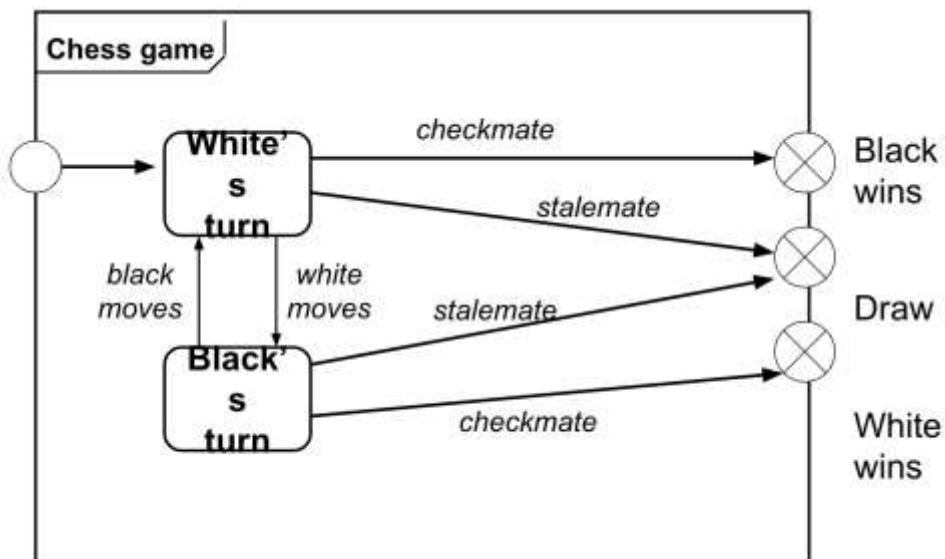 Chess game
White'
s
turn
checkmate
Black
wins
stalemate
black
moves
white
moves
stalemate
Draw
Black'
s
turn
checkmate
White
wins